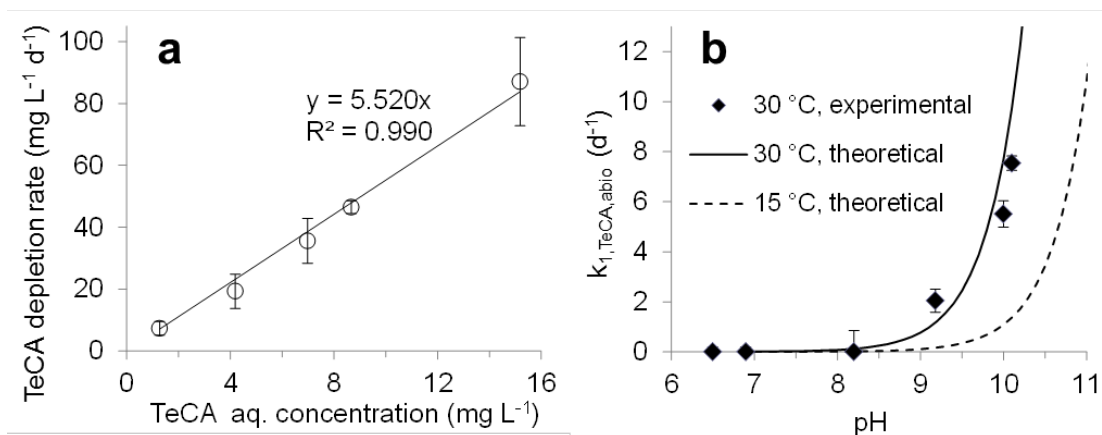 a
y = 5.520x
R² = 0.990
TeCA depletion rate (mg L⁻¹ d⁻¹)
100
80
60
40
20
0
0 4 8 12 16
TeCA aq. concentration (mg L⁻¹)
b
30 °C, experimental
30 °C, theoretical
15 °C, theoretical
k₁,TeCA,abio (d⁻¹)
12
10
8
6
4
2
0
6 7 8 9 10 11
pH